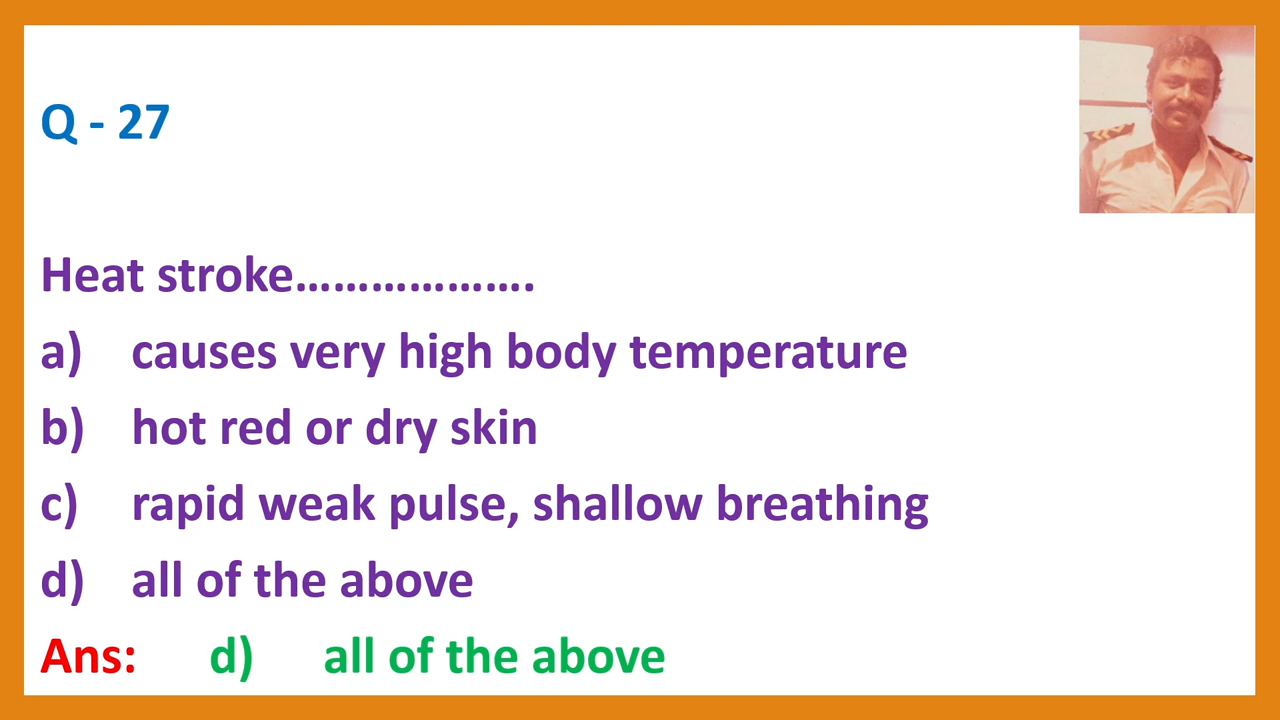 Q - 27
Heat stroke……………….
a) causes very high body temperature
b) hot red or dry skin
c) rapid weak pulse, shallow breathing
d) all of the above
Ans: d) all of the above